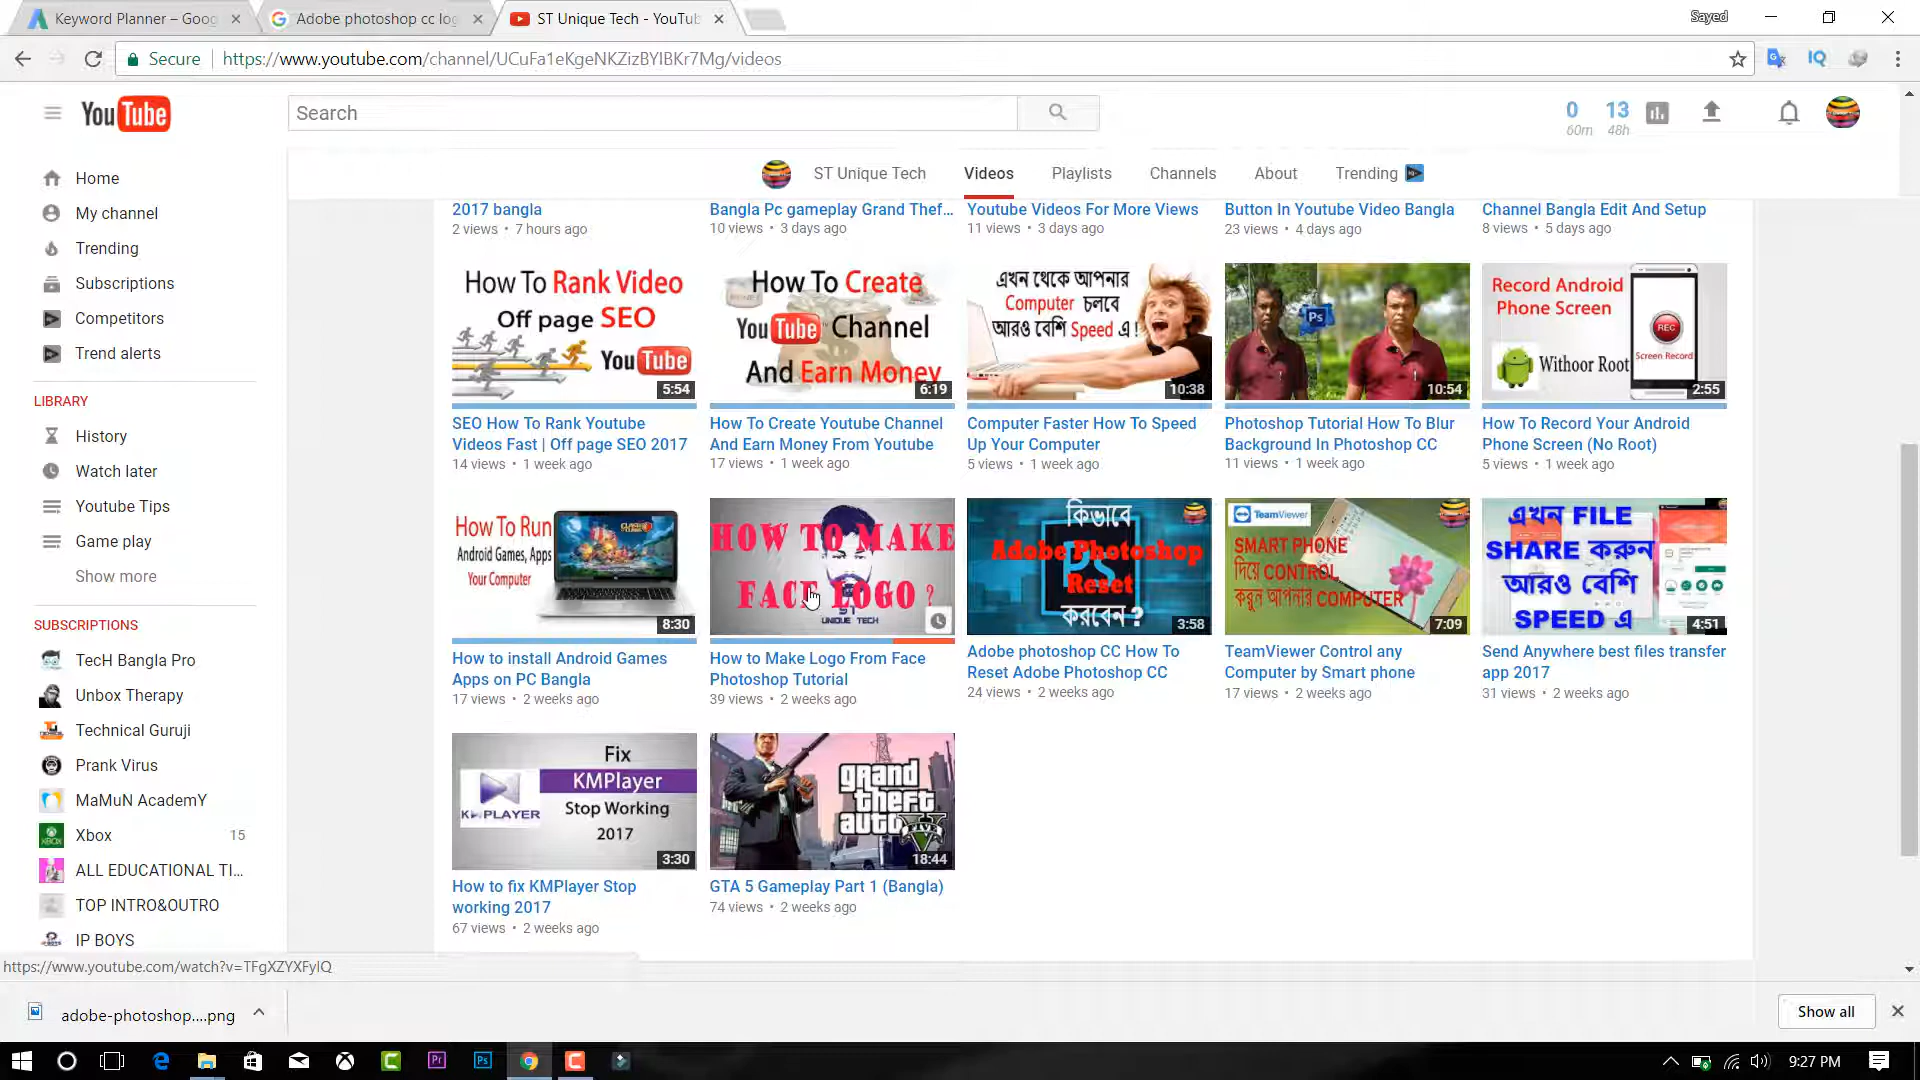 Keyword Planner – Goog
Adobe photoshop cc log
ST Unique Tech - YouTub
Sayed
Secure
https://www.youtube.com/channel/UCuFa1eKgeNKZizBYIBKr7Mg/videos
YouTube
Search
0
60m
13
48h
Home
My channel
Trending
Subscriptions
Competitors
Trend alerts
LIBRARY
History
Watch later
Youtube Tips
Game play
Show more
SUBSCRIPTIONS
TecH Bangla Pro
Unbox Therapy
Technical Guruji
Prank Virus
MaMuN AcademY
Xbox 15
ALL EDUCATIONAL TI...
TOP INTRO&OUTRO
IP BOYS
ST Unique Tech
Videos
Playlists
Channels
About
Trending
2017 bangla
2 views • 7 hours ago
Bangla Pc gameplay Grand Thef...
10 views • 3 days ago
Youtube Videos For More Views
11 views • 3 days ago
Button In Youtube Video Bangla
23 views • 4 days ago
Channel Bangla Edit And Setup
8 views • 5 days ago
How To Rank Video
Off page SEO
YouTube
5:54
SEO How To Rank Youtube
Videos Fast | Off page SEO 2017
14 views • 1 week ago
How To Create
YouTube Channel
And Earn Money
6:19
How To Create Youtube Channel
And Earn Money From Youtube
17 views • 1 week ago
এখন থেকে আপনার
Computer চলবে
আরও বেশি Speed এ !
10:38
Computer Faster How To Speed
Up Your Computer
5 views • 1 week ago
Ps
10:54
Photoshop Tutorial How To Blur
Background In Photoshop CC
11 views • 1 week ago
Record Android
Phone Screen
REC
Screen Record
Withoor Root
2:55
How To Record Your Android
Phone Screen (No Root)
5 views • 1 week ago
How To Run
Android Games, Apps
Your Computer
8:30
How to install Android Games
Apps on PC Bangla
17 views • 2 weeks ago
HOW TO MAKE
FACE LOGO ?
ST
UNIQUE TECH
How to Make Logo From Face
Photoshop Tutorial
39 views • 2 weeks ago
কিভাবে
Adobe Photoshop
Reset
করবেন ?
3:58
Adobe photoshop CC How To
Reset Adobe Photoshop CC
24 views • 2 weeks ago
TeamViewer
SMART PHONE
দিয়ে CONTROL
করুন আপনার COMPUTER
7:09
TeamViewer Control any
Computer by Smart phone
17 views • 2 weeks ago
এখন FILE
SHARE করুন
আরও বেশি
SPEED এ
4:51
Send Anywhere best files transfer
app 2017
31 views • 2 weeks ago
Fix
KMPlayer
Stop Working
2017
KMPLAYER
3:30
How to fix KMPlayer Stop
working 2017
67 views • 2 weeks ago
grand
theft
auto
V
FIVE
18:44
GTA 5 Gameplay Part 1 (Bangla)
74 views • 2 weeks ago
https://www.youtube.com/watch?v=TFgXZYXFyIQ
adobe-photoshop....png
Show all
9:27 PM